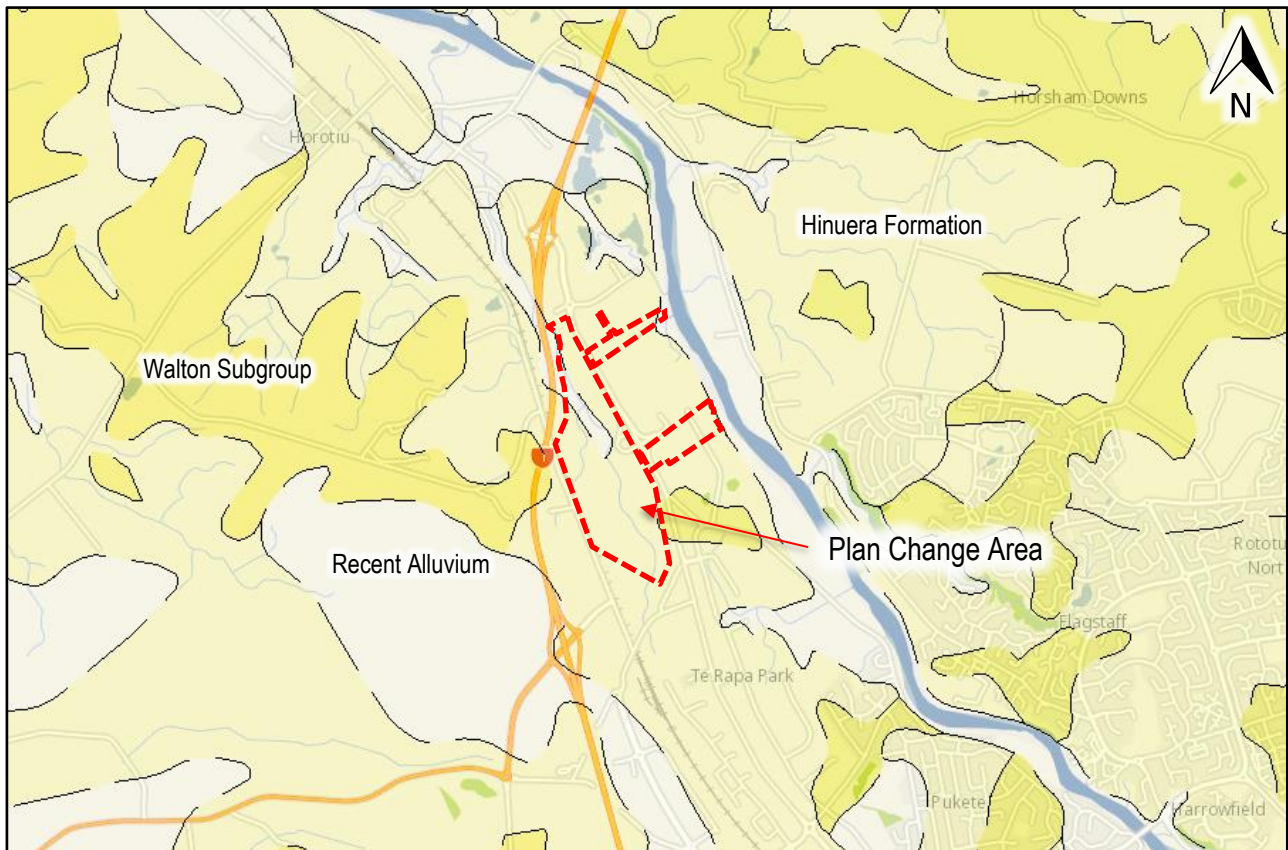 N
Horsham Downs
Horotiu
Hinuera Formation
Walton Subgroup
Recent Alluvium
Plan Change Area
Rototu
Nort
Flagstaff
Te Rapa Park
Pukete
Harrowfield